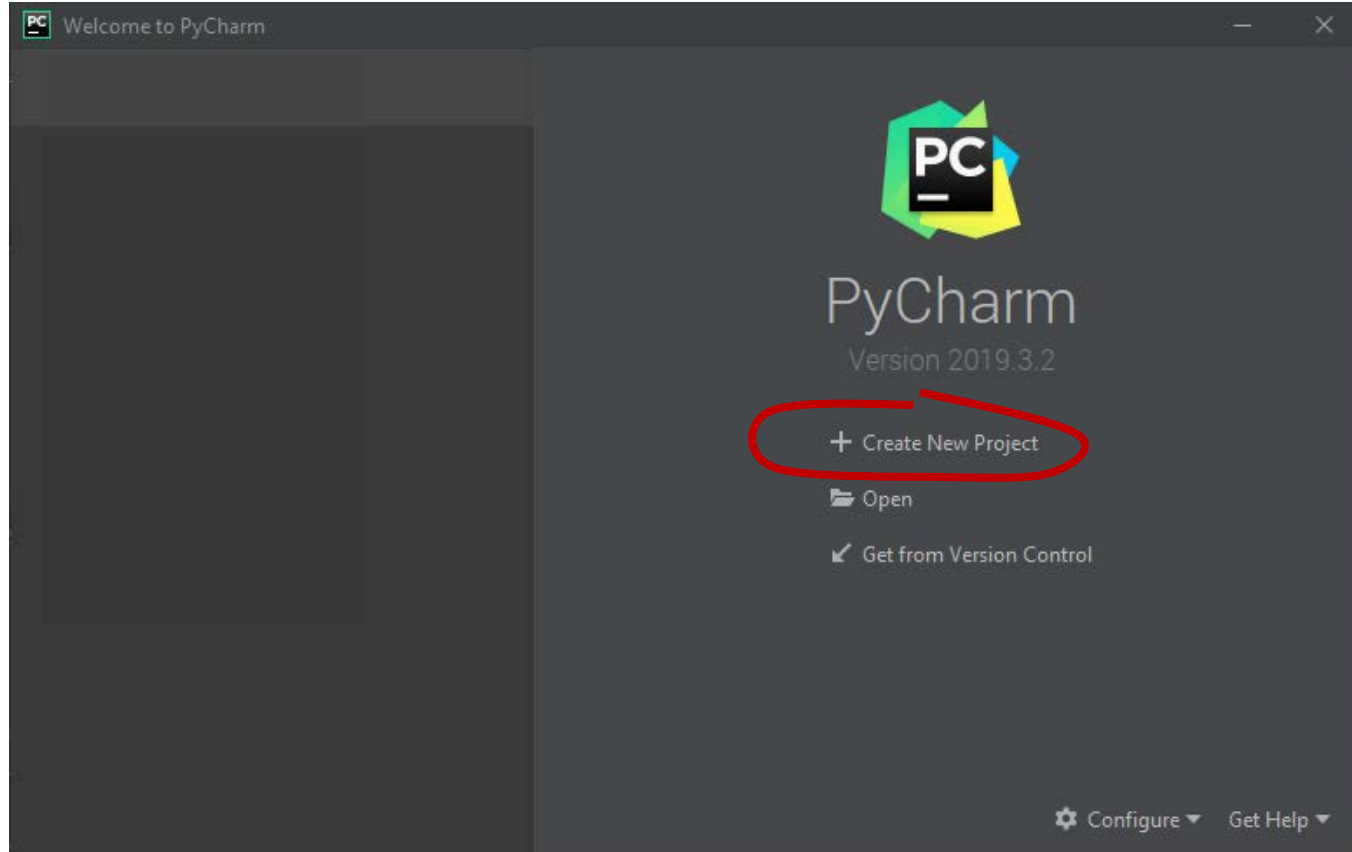 PC Welcome to PyCharm
PC
PyCharm
Version 2019.3.2
Create New Project
Open
Get from Version Control
Configure Get Help